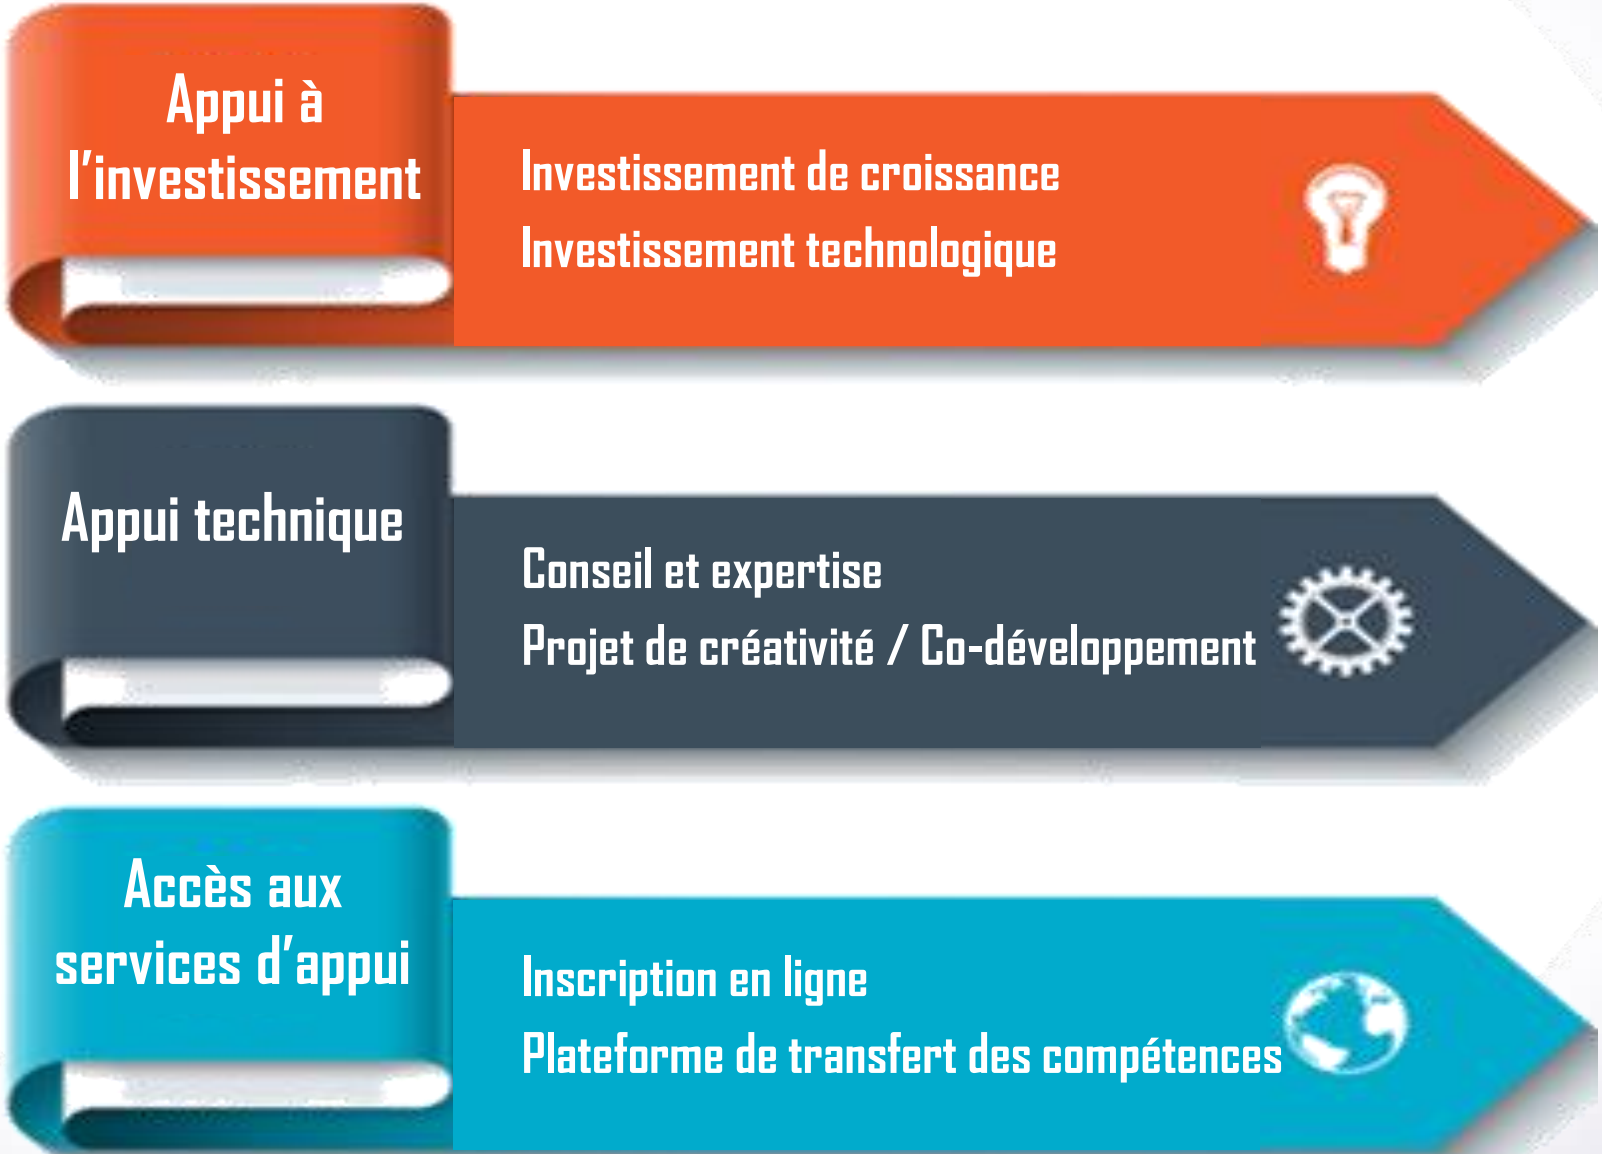 Appui à
l’investissement
Investissement de croissance
Investissement technologique
Appui technique
Conseil et expertise
Projet de créativité / Co-développement
Accès aux
services d’appui
Inscription en ligne
Plateforme de transfert des compétences